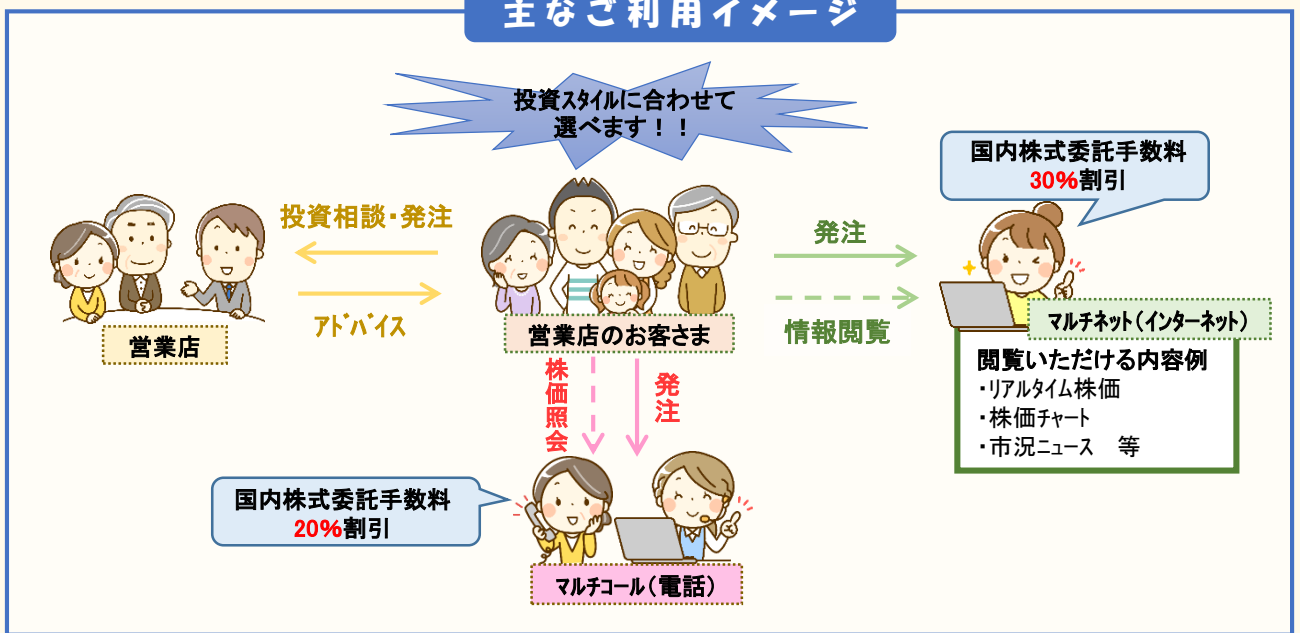 主なご利用イメージ
投資スタイルに合わせて
選べます！！
国内株式委託手数料
30%割引
投資相談・発注
アドバイス
営業店
営業店のお客さま
発注
情報閲覧
マルチネット（インターネット）
閲覧いただける内容例
・リアルタイム株価
・株価チャート
・市況ニュース　等
株価照会
発注
国内株式委託手数料
20%割引
マルチコール（電話）